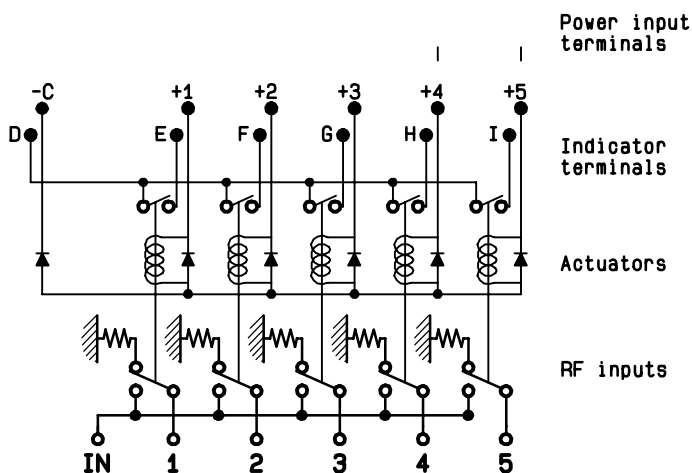 Power input
terminals
-C +1 +2 +3 +4 +5
D E F G H I
Indicator
terminals
Actuators
RF inputs
IN 1 2 3 4 5